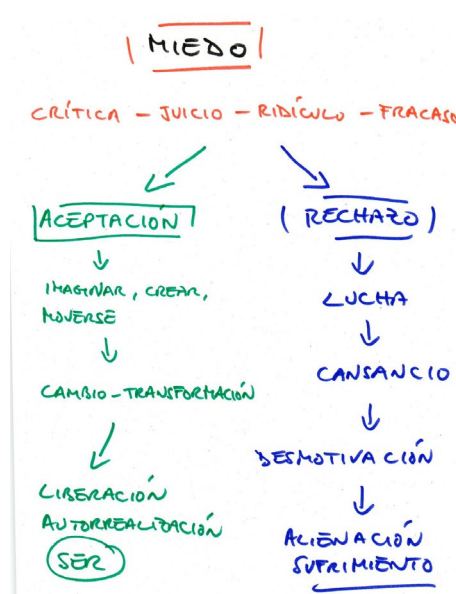 MIEDO
CRÍTICA - JUICIO - RIDÍCULO - FRACASO
ACEPTACIÓN
IMAGINAR, CREAR,
MOVERSE
CAMBIO - TRANSFORMACIÓN
LIBERACIÓN
AUTORREALIZACIÓN
SER
(RECHAZO)
LUCHA
CANSANCIO
DESMOTIVACIÓN
ALIENACIÓN
SUFRIMIENTO